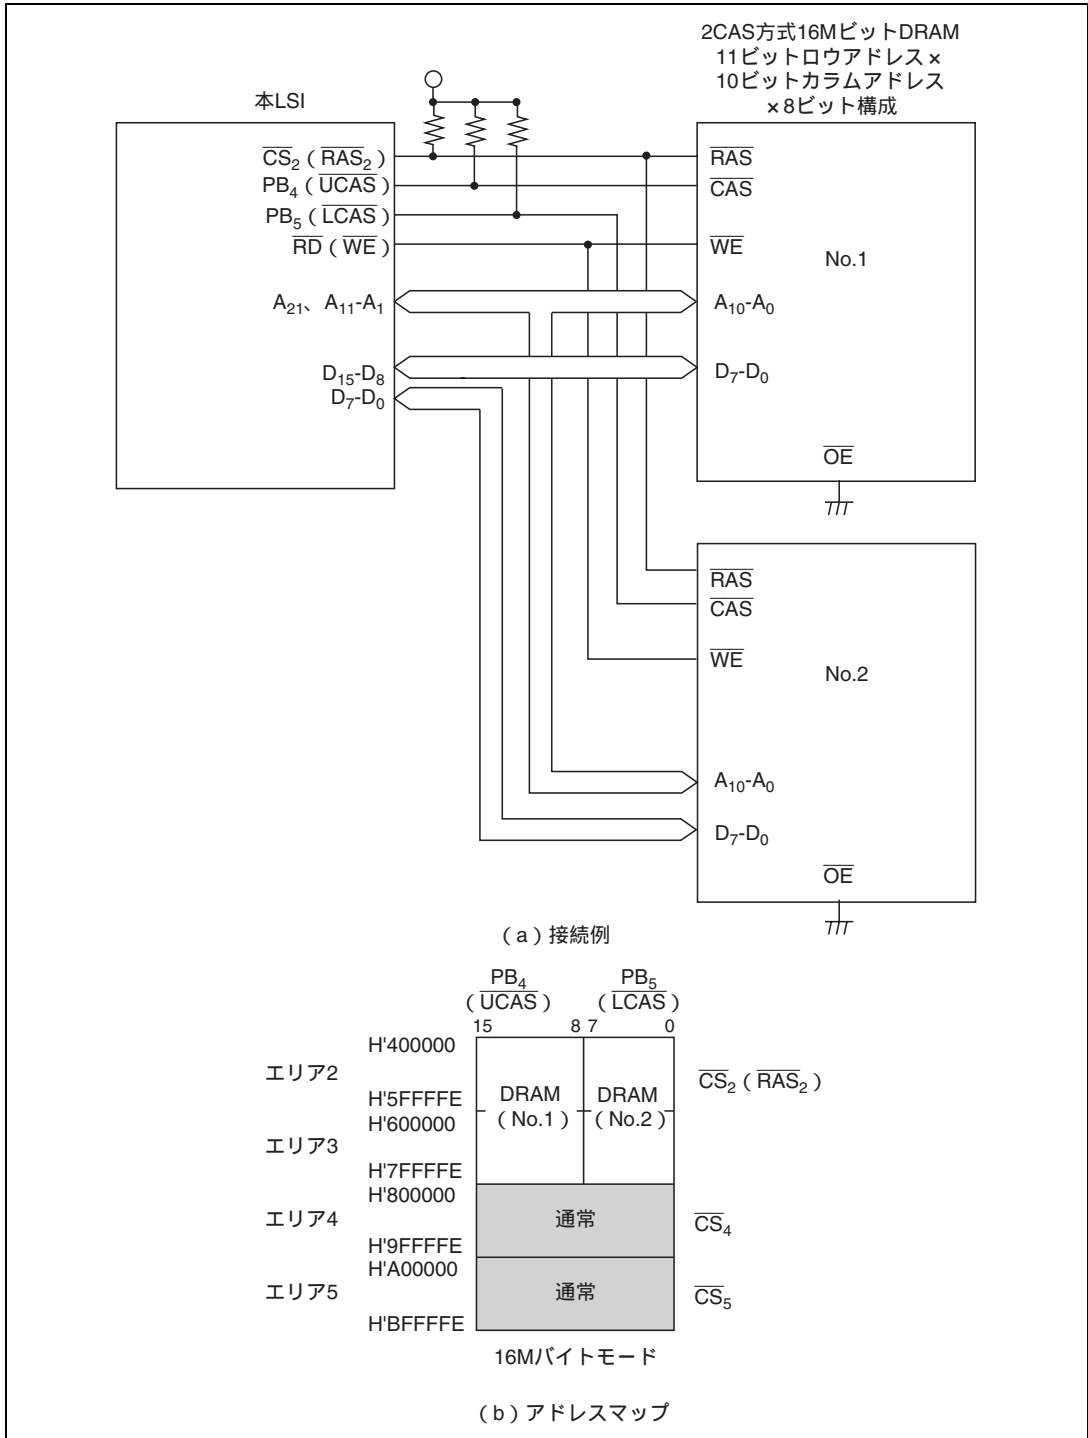 2CAS方式16MビットDRAM
11ビットロウアドレス×
10ビットカラムアドレス
×8ビット構成
本LSI
CS2（RAS2）
PB4（UCAS）
PB5（LCAS）
RD（WE）
A21、A11-A1
D15-D8
D7-D0
RAS
CAS
WE
No.1
A10-A0
D7-D0
OE
RAS
CAS
WE
No.2
A10-A0
D7-D0
OE
（a）接続例
PB4 PB5
（UCAS） （LCAS）
15 8 7 0
H'400000
エリア2
H'5FFFFE
H'600000
エリア3
H'7FFFFE
H'800000
エリア4
H'9FFFFE
H'A00000
エリア5
H'BFFFFE
DRAM
（No.1）
DRAM
（No.2）
CS2（RAS2）
通常
CS4
通常
CS5
16Mバイトモード
（b）アドレスマップ